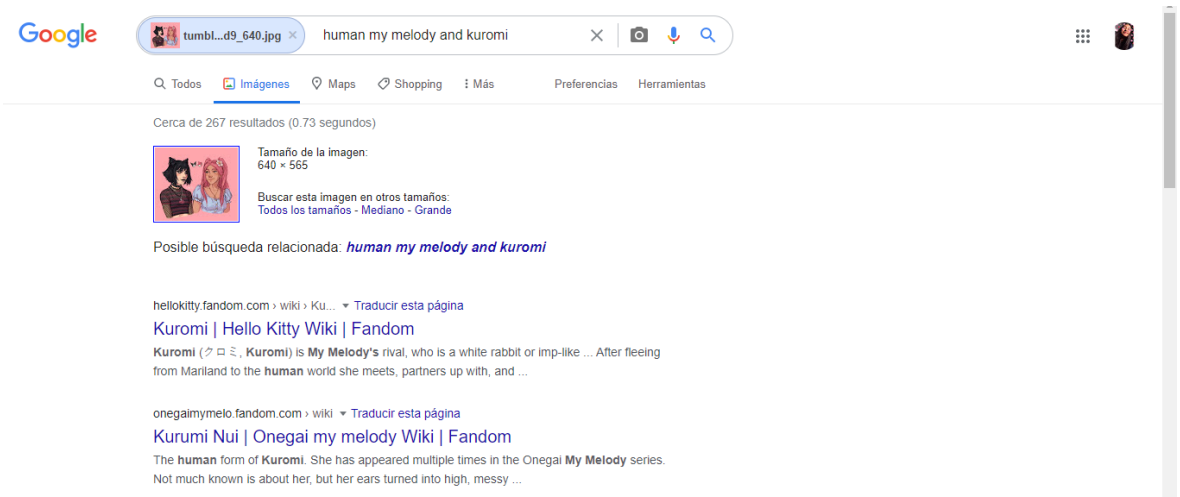 Google
tumbl...d9_640.jpg ×
human my melody and kuromi
Todos Imágenes Maps Shopping Más Preferencias Herramientas
Cerca de 267 resultados (0.73 segundos)
Tamaño de la imagen:
640 × 565
Buscar esta imagen en otros tamaños:
Todos los tamaños - Mediano - Grande
Posible búsqueda relacionada: human my melody and kuromi
hellokitty.fandom.com › wiki › Ku... Traducir esta página
Kuromi | Hello Kitty Wiki | Fandom
Kuromi (クロミ, Kuromi) is My Melody's rival, who is a white rabbit or imp-like ... After fleeing
from Mariland to the human world she meets, partners up with, and ...
onegaimymelo.fandom.com › wiki Traducir esta página
Kurumi Nui | Onegai my melody Wiki | Fandom
The human form of Kuromi. She has appeared multiple times in the Onegai My Melody series.
Not much known is about her, but her ears turned into high, messy ...